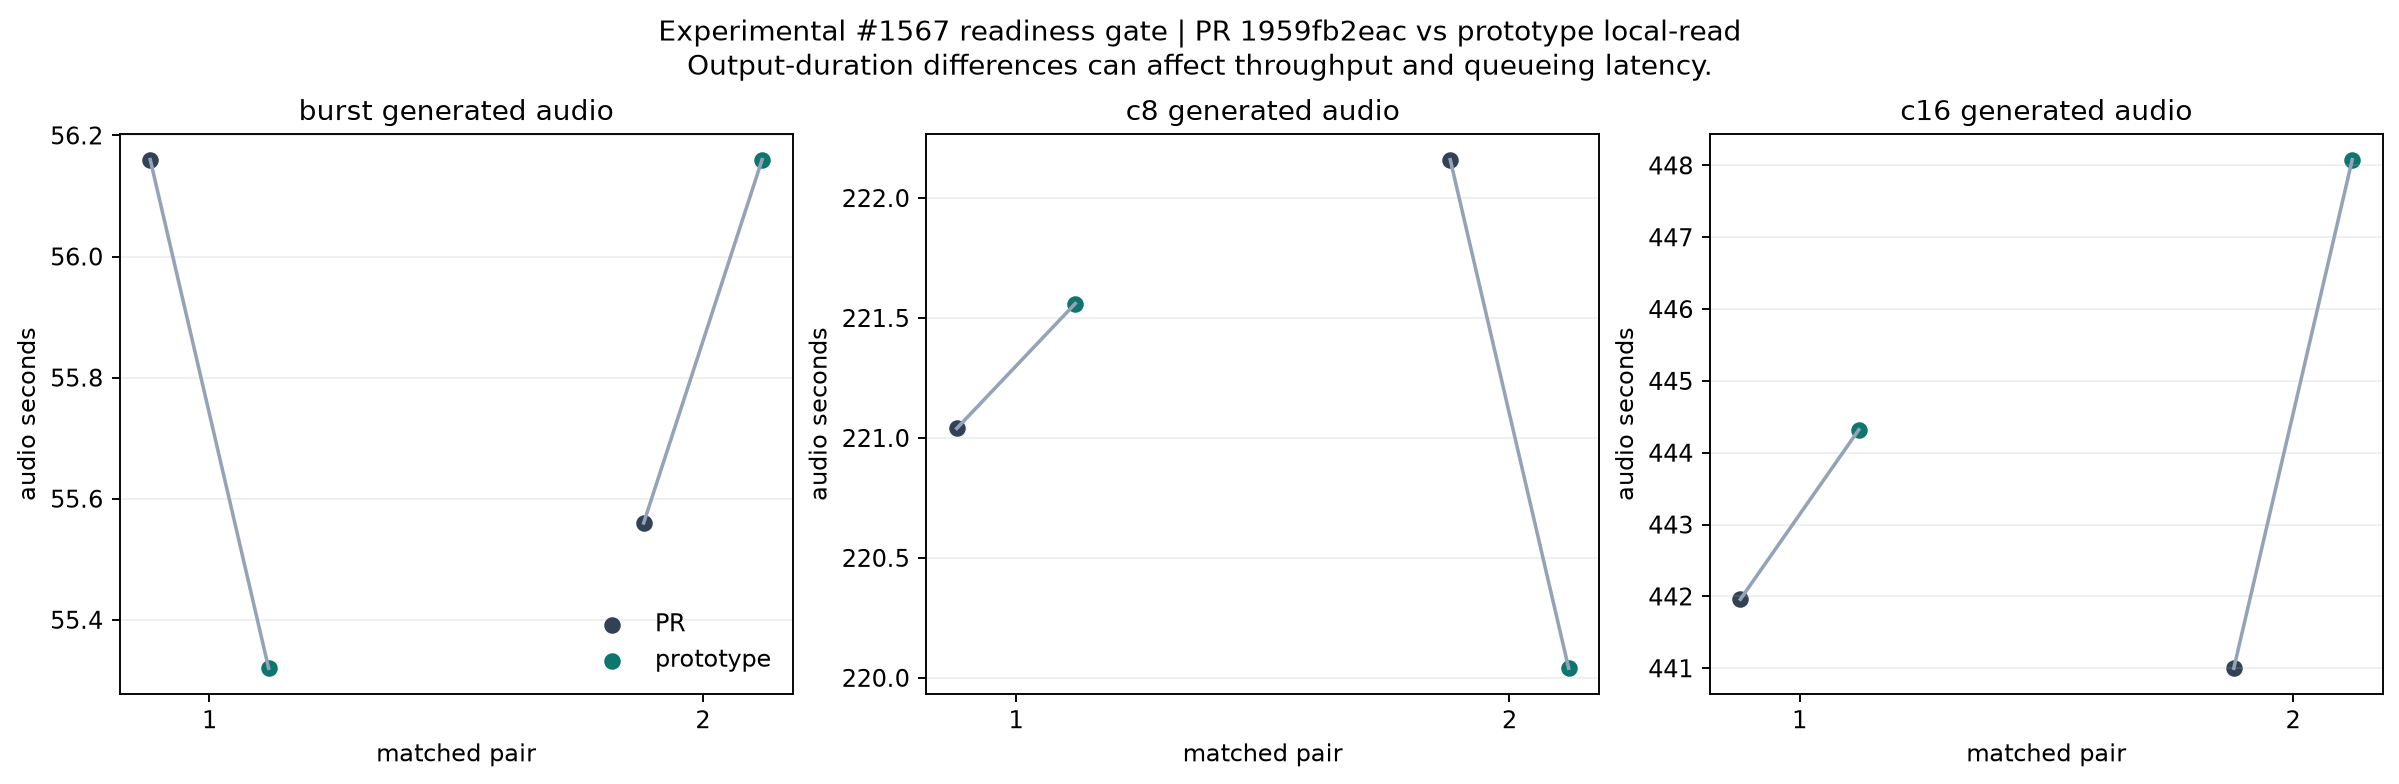 Experimental #1567 readiness gate | PR 1959fb2eac vs prototype local-read
Output-duration differences can affect throughput and queueing latency.
burst generated audio
56.2
56.0
55.8
55.6
55.4
audio seconds
PR
prototype
1
2
matched pair
c8 generated audio
222.0
221.5
221.0
220.5
220.0
audio seconds
1
2
matched pair
c16 generated audio
448
447
446
445
444
443
442
441
audio seconds
1
2
matched pair